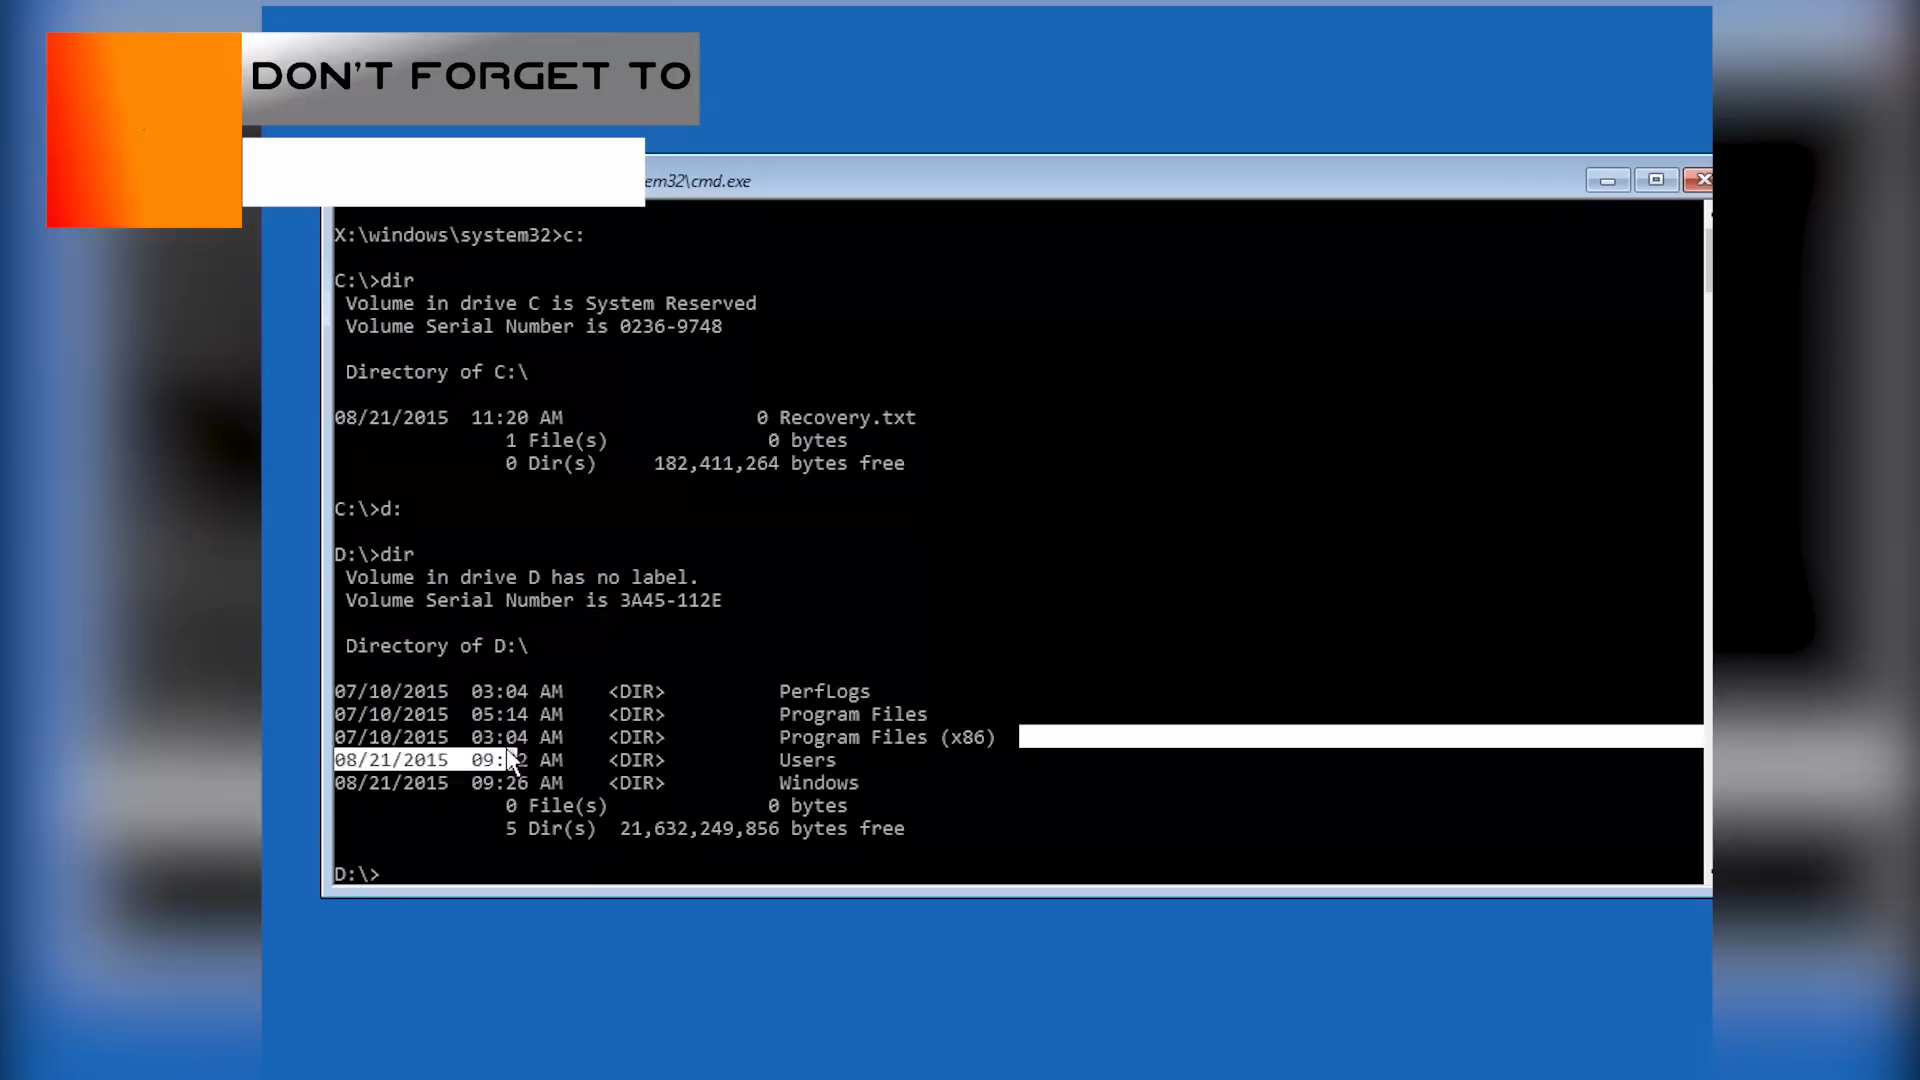 DON'T FORGET TO
em32\cmd.exe
X:\windows\system32>c:
C:\>dir
Volume in drive C is System Reserved
Volume Serial Number is 0236-9748
Directory of C:\
08/21/2015 11:20 AM 0 Recovery.txt
1 File(s) 0 bytes
0 Dir(s) 182,411,264 bytes free
C:\>d:
D:\>dir
Volume in drive D has no label.
Volume Serial Number is 3A45-112E
Directory of D:\
07/10/2015 03:04 AM <DIR> PerfLogs
07/10/2015 05:14 AM <DIR> Program Files
07/10/2015 03:04 AM <DIR> Program Files (x86)
08/21/2015 AM <DIR> Users
08/21/2015 09:26 AM <DIR> Windows
0 File(s) 0 bytes
5 Dir(s) 21,632,249,856 bytes free
D:\>